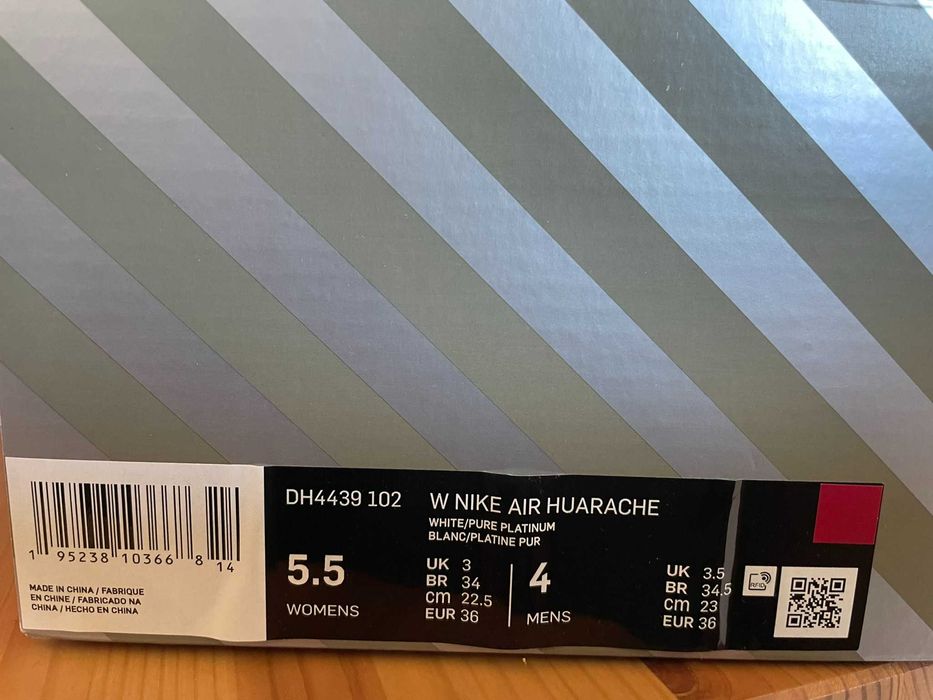 DH4439 102 W NIKE AIR HUARACHE
WHITE/PURE PLATINUM
BLANC/PLATINE PUR
1 95238 10366 8 14
MADE IN CHINA / FABRIQUE
EN CHINE / FABRICADO NA
CHINA / HECHO EN CHINA
5.5
WOMENS
UK 3
BR 34
cm 22.5
EUR 36
4
MENS
UK 3.5
BR 34.5
cm 23
EUR 36
RFID